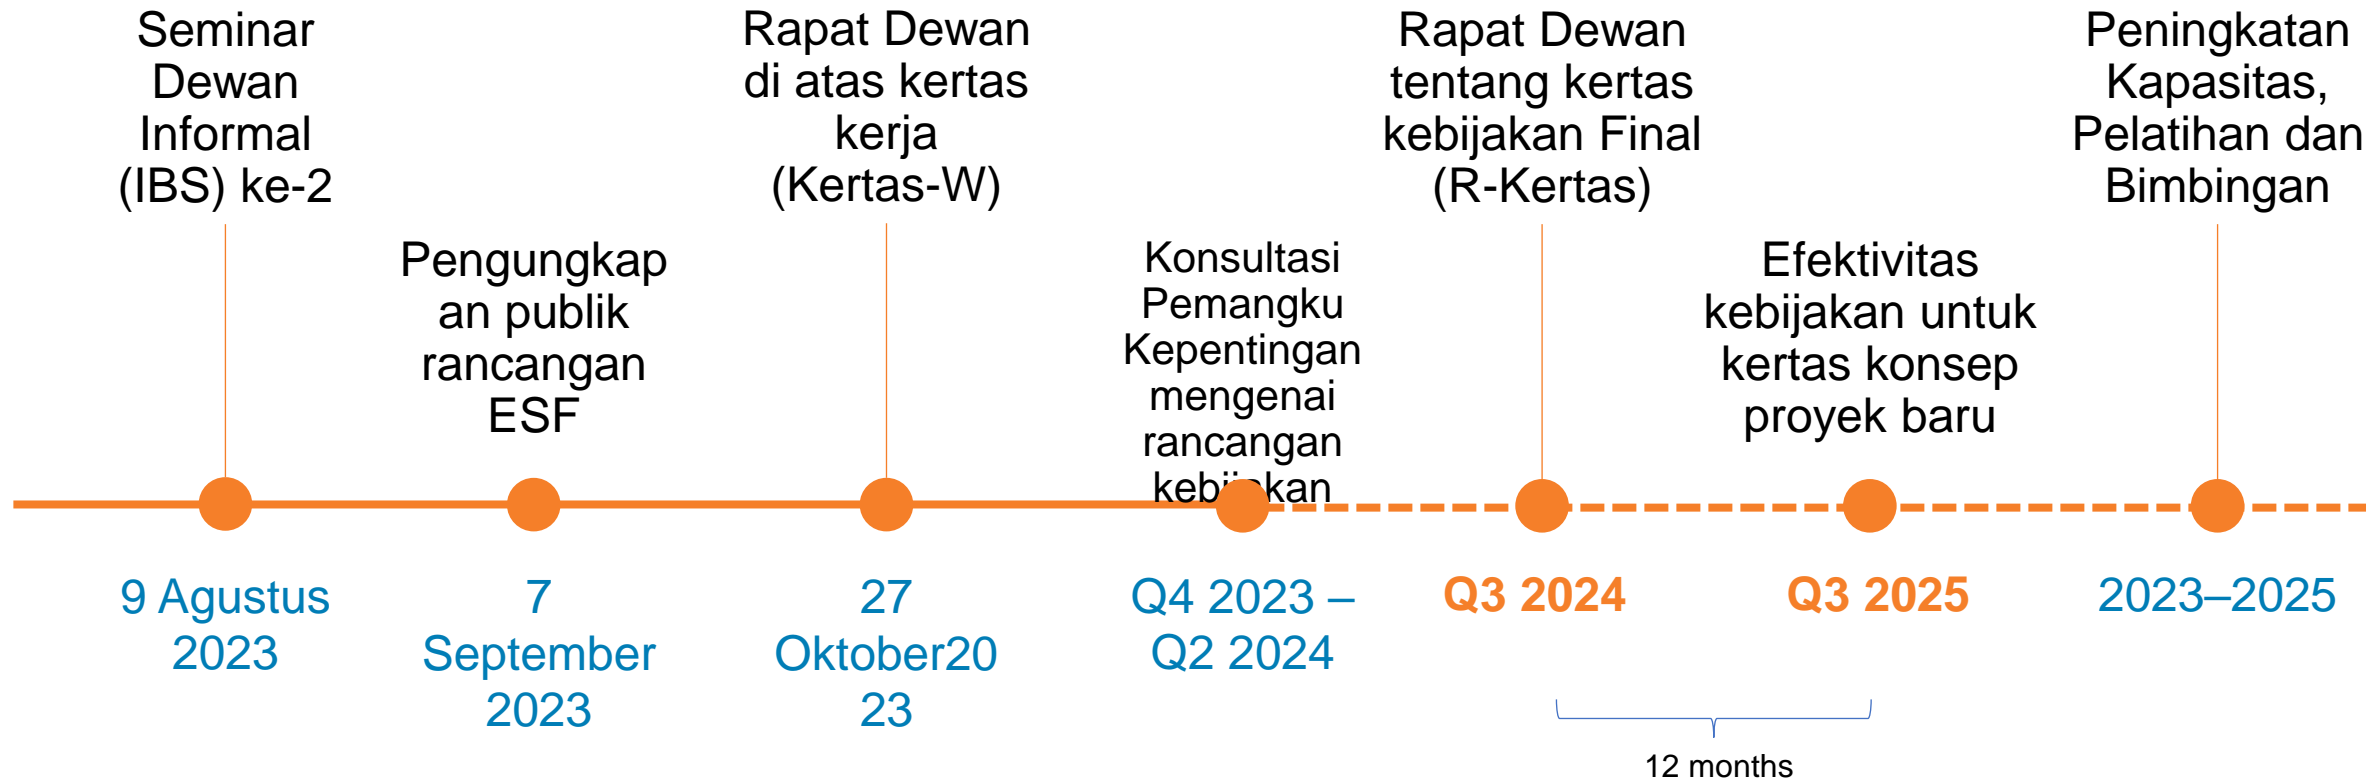 Seminar
Dewan
Informal
(IBS) ke-2
Pengungkap
an publik
rancangan
ESF
Rapat Dewan
di atas kertas
kerja
(Kertas-W)
Konsultasi
Pemangku
Kepentingan
mengenai
rancangan
kebijakan
Rapat Dewan
tentang kertas
kebijakan Final
(R-Kertas)
Efektivitas
kebijakan untuk
kertas konsep
proyek baru
Peningkatan
Kapasitas,
Pelatihan dan
Bimbingan
9 Agustus
2023
7
September
2023
27
Oktober20
23
Q4 2023 –
Q2 2024
Q3 2024
Q3 2025
2023–2025
12 months